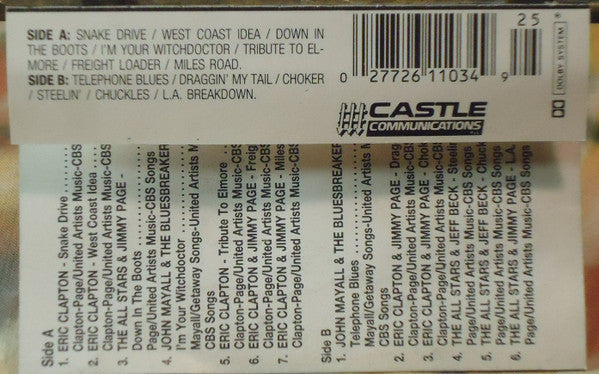 SIDE A: SNAKE DRIVE / WEST COAST IDEA / DOWN IN
THE BOOTS / I'M YOUR WITCHDOCTOR / TRIBUTE TO EL-
MORE / FREIGHT LOADER / MILES ROAD.
SIDE B: TELEPHONE BLUES / DRAGGIN' MY TAIL / CHOKER
/ STEELIN' / CHUCKLES / L.A. BREAKDOWN.
25
0 27726 11034 9
DOLBY SYSTEM ®
CASTLE
COMMUNICATIONS
Side A
1. ERIC CLAPTON - Snake Drive
Clapton-Page/United Artists Music-CBS
2. ERIC CLAPTON - West Coast Idea
Clapton-Page/United Artists Music-CBS
3. THE ALL STARS & JIMMY PAGE -
Down In The Boots
Page/United Artists Music-CBS Songs
4. JOHN MAYALL & THE BLUESBREAKER
I'm Your Witchdoctor
Mayall/Getaway Songs-United Artists M
CBS Songs
5. ERIC CLAPTON - Tribute To Elmore
Clapton-Page/United Artists Music-CBS
6. ERIC CLAPTON & JIMMY PAGE - Freig
Clapton-Page/United Artists Music-CBS
7. ERIC CLAPTON & JIMMY PAGE - Miles
Clapton-Page/United Artists Music-CBS
Side B
1. JOHN MAYALL & THE BLUESBREAKER
Telephone Blues
Mayall/Getaway Songs-United Artists M
CBS Songs
2. ERIC CLAPTON & JIMMY PAGE - Drag
Clapton-Page/United Artists Music-CBS
3. ERIC CLAPTON & JIMMY PAGE - Chok
Clapton-Page/United Artists Music-CBS
4. THE ALL STARS & JEFF BECK - Steelin
Page/United Artists Music-CBS Songs
5. THE ALL STARS & JEFF BECK - Chuck
Page/United Artists Music-CBS Songs
6. THE ALL STARS & JIMMY PAGE - L.A.
Page/United Artists Music-CBS Songs